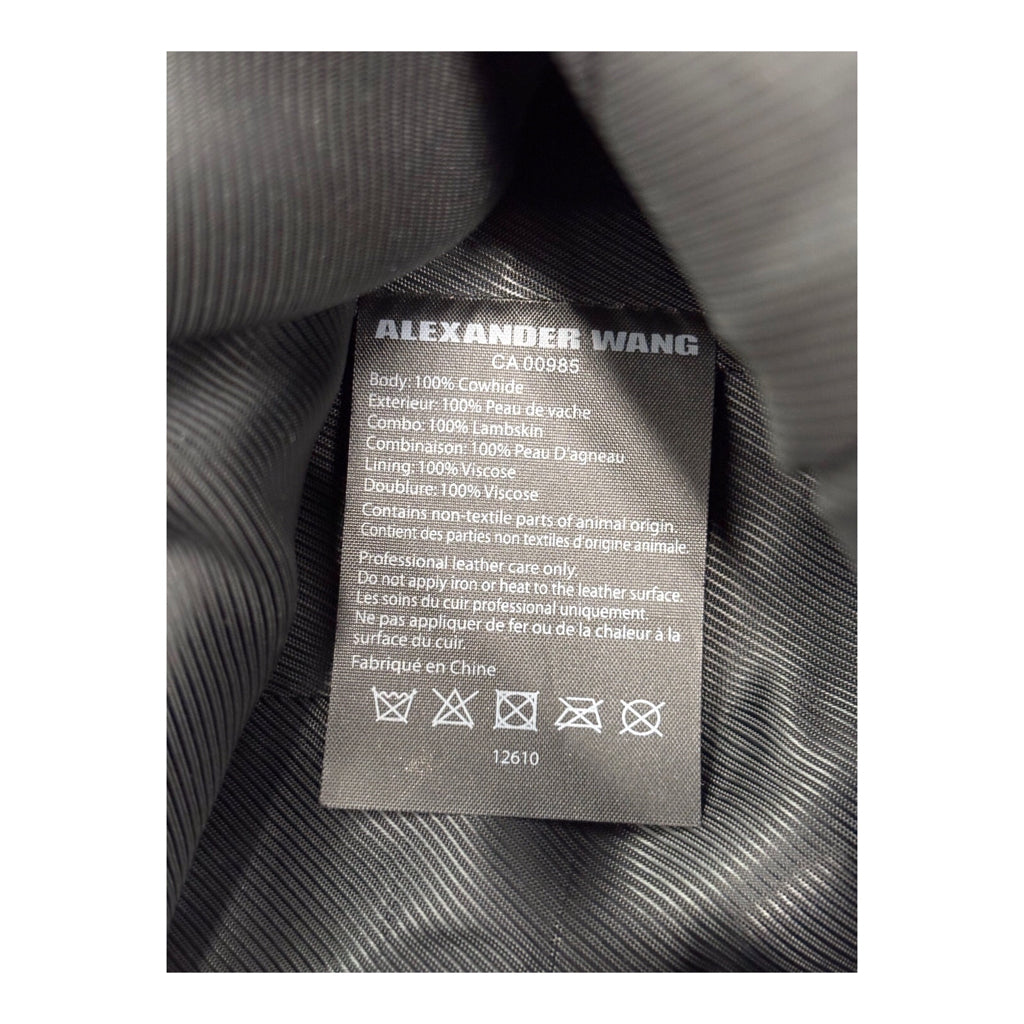 ALEXANDER WANG
CA 00985
Body: 100% Cowhide
Exterieur: 100% Peau de vache
Combo: 100% Lambskin
Combinaison: 100% Peau D'agneau
Lining: 100% Viscose
Doublure: 100% Viscose
Contains non-textile parts of animal origin.
Contient des parties non textiles d'origine animale.
Professional leather care only
Do not apply iron or heat to the leather surface.
Les soins du cuir professional uniquement.
Ne pas appliquer de fer ou de la chaleur à la
surface du cuir.
Fabriqué en Chine
12610